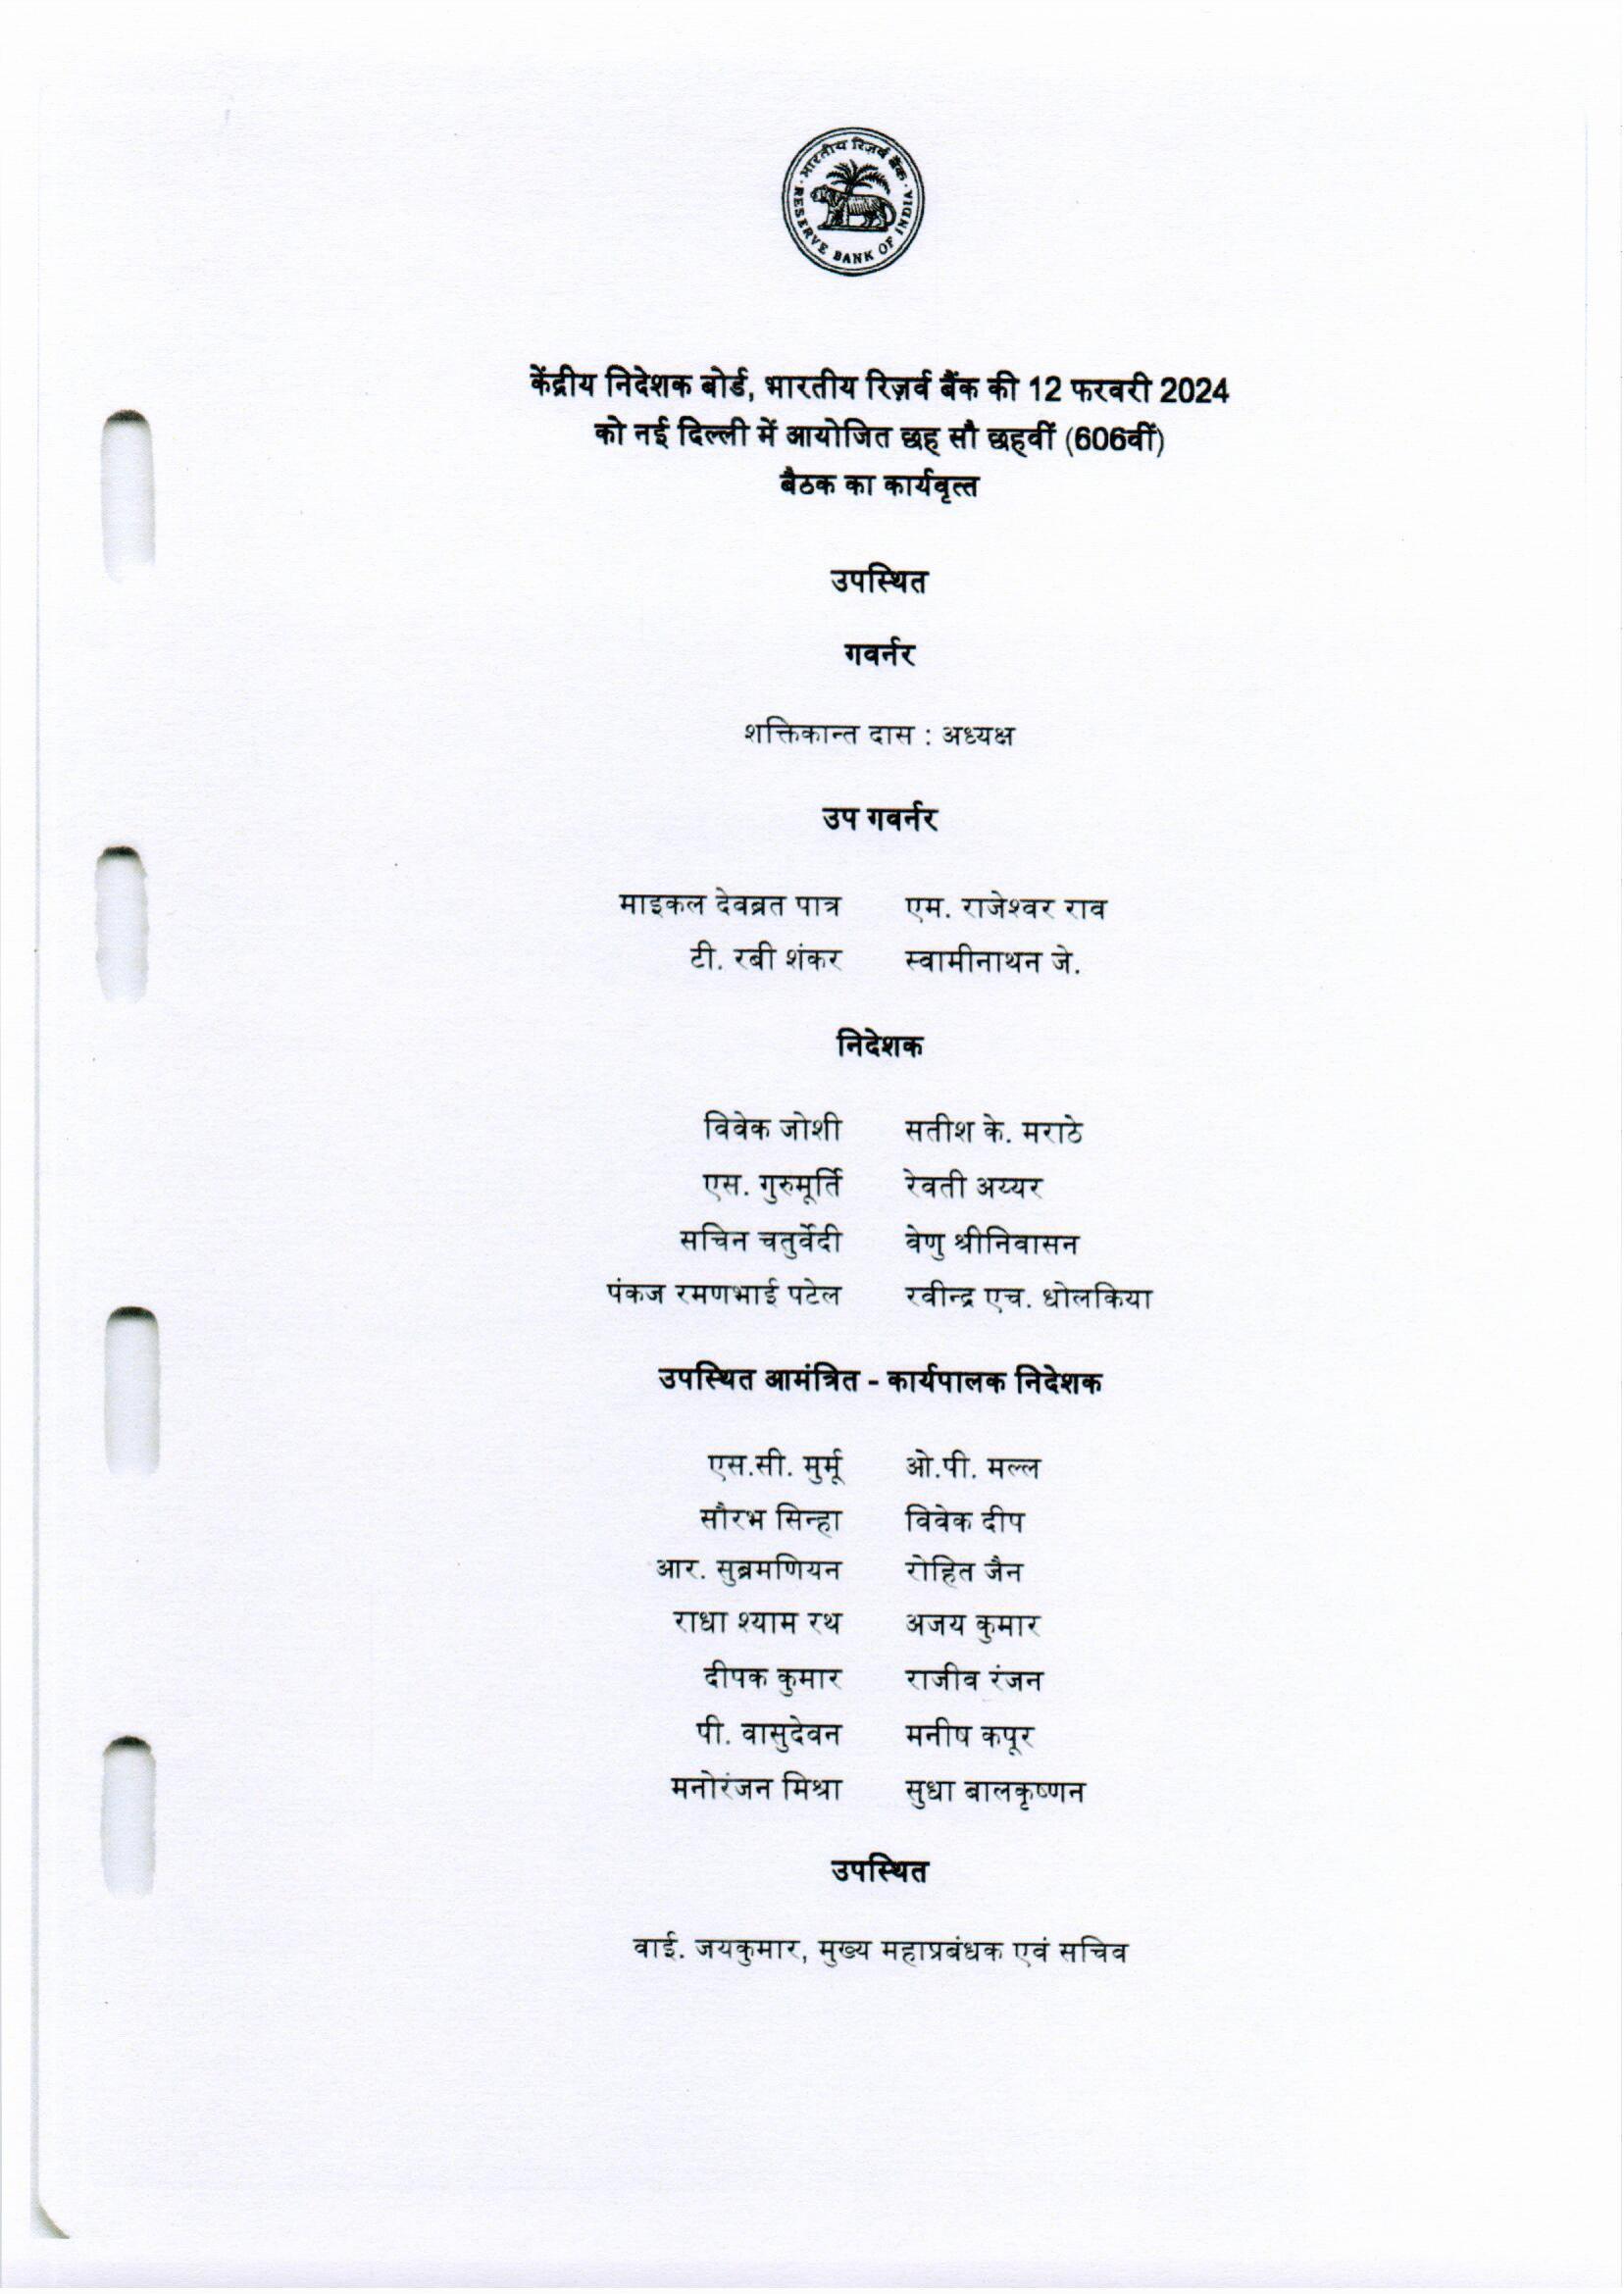 भारतीय रिज़र्व बैंक
RESERVE BANK OF INDIA
केंद्रीय निदेशक बोर्ड, भारतीय रिज़र्व बैंक की 12 फरवरी 2024
को नई दिल्ली में आयोजित छह सौ छहवीं (606वीं)
बैठक का कार्यवृत्त
उपस्थित
गवर्नर
शक्तिकान्त दास : अध्यक्ष
उप गवर्नर
माइकल देवब्रत पात्र एम. राजेश्वर राव
टी. रबी शंकर स्वामीनाथन जे.
निदेशक
विवेक जोशी सतीश के. मराठे
एस. गुरुमूर्ति रेवती अय्यर
सचिन चतुर्वेदी वेणु श्रीनिवासन
पंकज रमणभाई पटेल रवीन्द्र एच. धोलकिया
उपस्थित आमंत्रित - कार्यपालक निदेशक
एस.सी. मुर्मू ओ.पी. मल्ल
सौरभ सिन्हा विवेक दीप
आर. सुब्रमणियन रोहित जैन
राधा श्याम रथ अजय कुमार
दीपक कुमार राजीव रंजन
पी. वासुदेवन मनीष कपूर
मनोरंजन मिश्रा सुधा बालकृष्णन
उपस्थित
वाई. जयकुमार, मुख्य महाप्रबंधक एवं सचिव